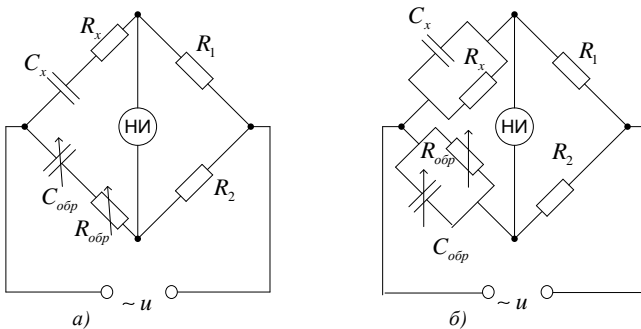 C_x R_x R_1
НИ
C_обр R_обр R_2
~ u
а)
C_x R_x R_1
НИ
R_обр R_2
C_обр
~ u
б)